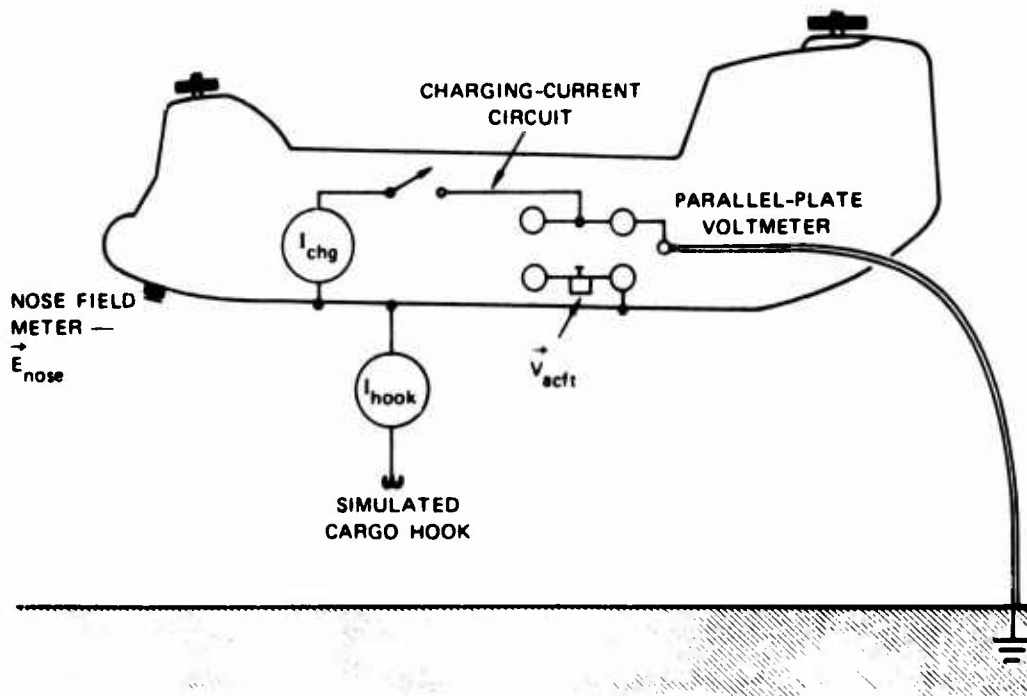 CHARGING-CURRENT
CIRCUIT
PARALLEL-PLATE
VOLTMETER
I chg
NOSE FIELD
METER —
E nose
V acft
I hook
SIMULATED
CARGO HOOK